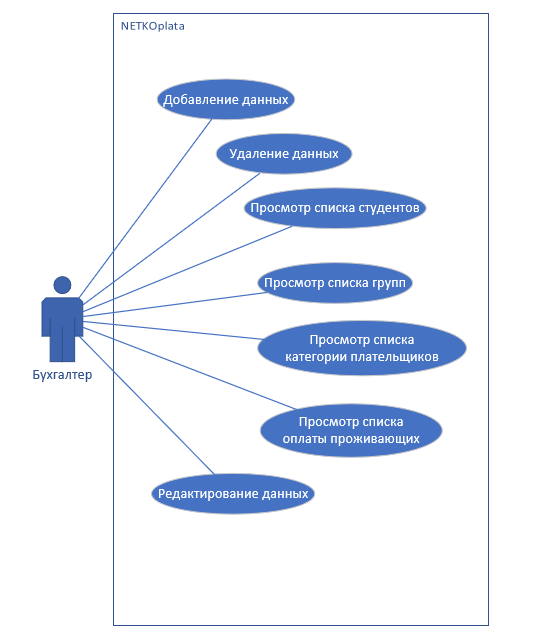 NETKOplata
Добавление данных
Удаление данных
Просмотр списка студентов
Просмотр списка групп
Просмотр списка
категории плательщиков
Бухгалтер
Просмотр списка
оплаты проживающих
Редактирование данных